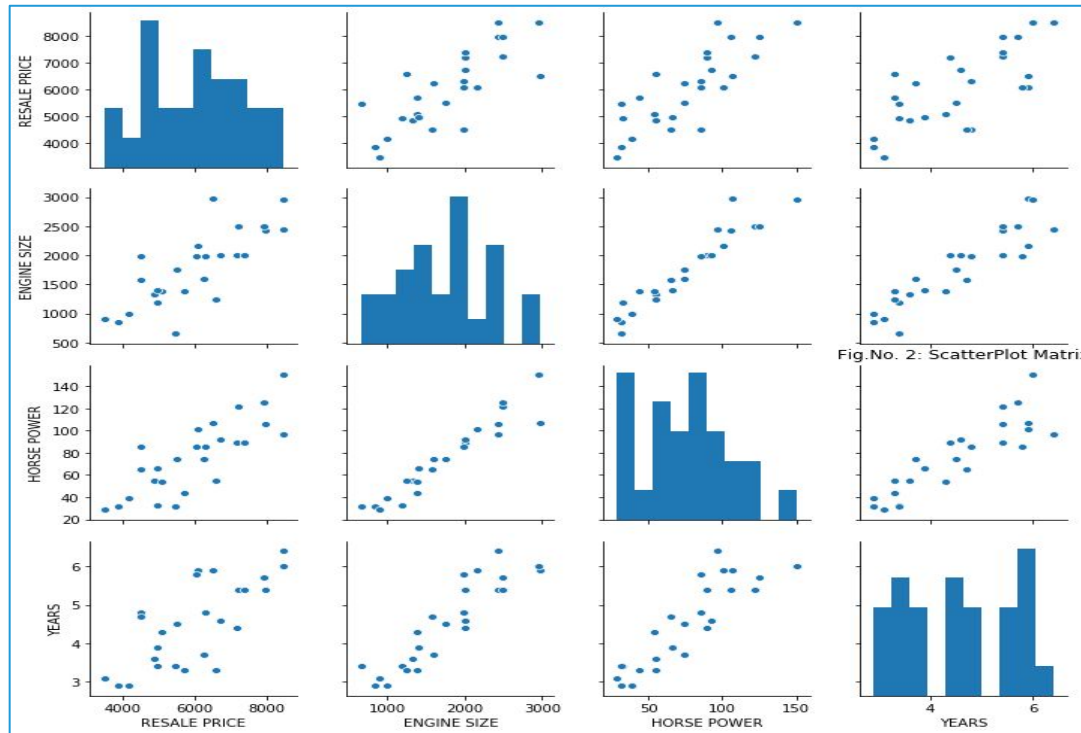 RESALE PRICE
8000
7000
6000
5000
4000
ENGINE SIZE
3000
2500
2000
1500
1000
500
Fig.No. 2: ScatterPlot Matri
HORSE POWER
140
120
100
80
60
40
20
YEARS
6
5
4
3
4000 6000 8000
RESALE PRICE
1000 2000 3000
ENGINE SIZE
50 100 150
HORSE POWER
4 6
YEARS